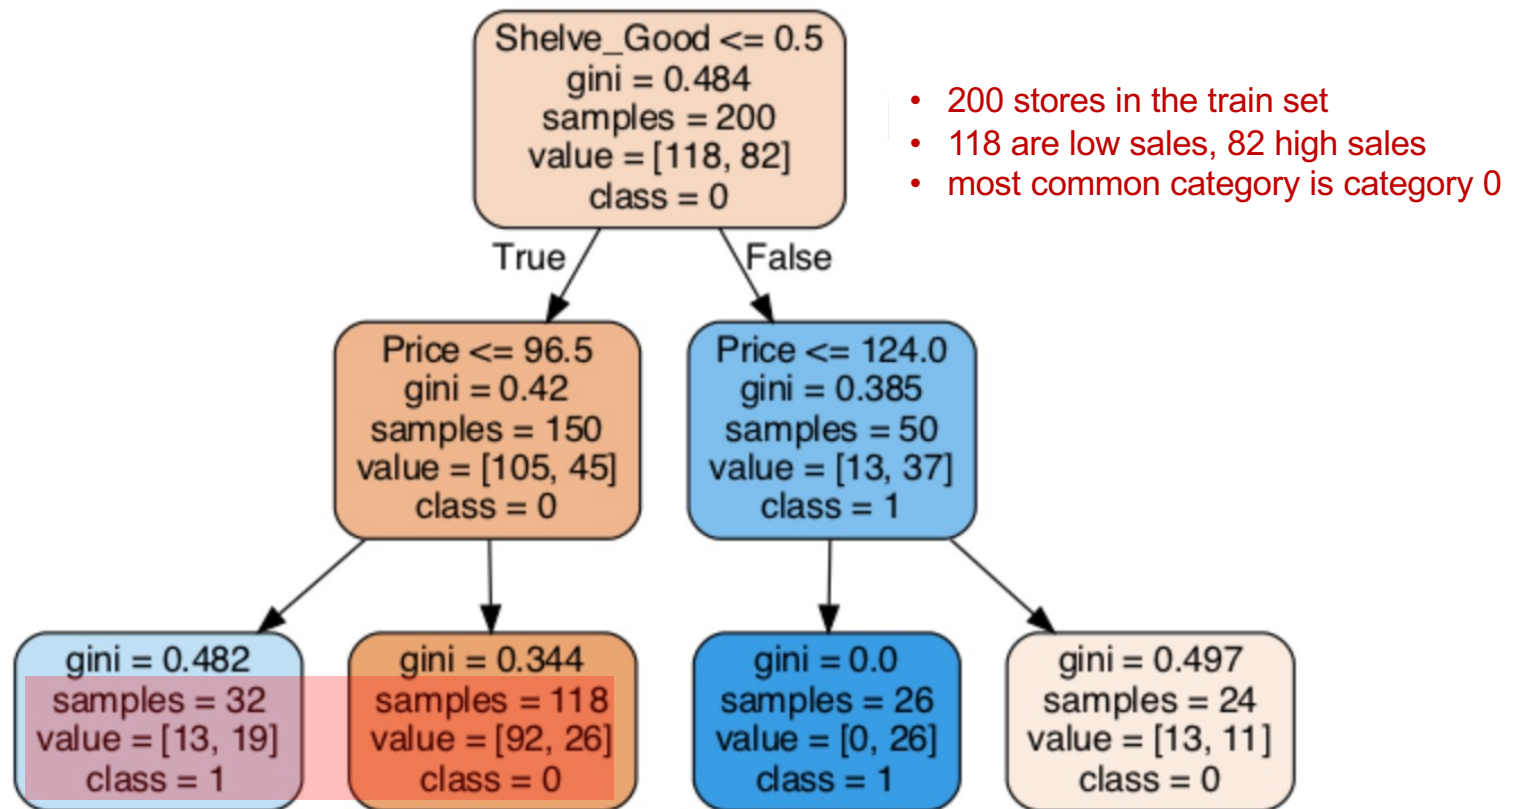 Shelve_Good <= 0.5
gini = 0.484
samples = 200
value = [118, 82]
class = 0
• 200 stores in the train set
• 118 are low sales, 82 high sales
• most common category is category 0
True
False
Price <= 96.5
gini = 0.42
samples = 150
value = [105, 45]
class = 0
Price <= 124.0
gini = 0.385
samples = 50
value = [13, 37]
class = 1
gini = 0.482
samples = 32
value = [13, 19]
class = 1
gini = 0.344
samples = 118
value = [92, 26]
class = 0
gini = 0.0
samples = 26
value = [0, 26]
class = 1
gini = 0.497
samples = 24
value = [13, 11]
class = 0